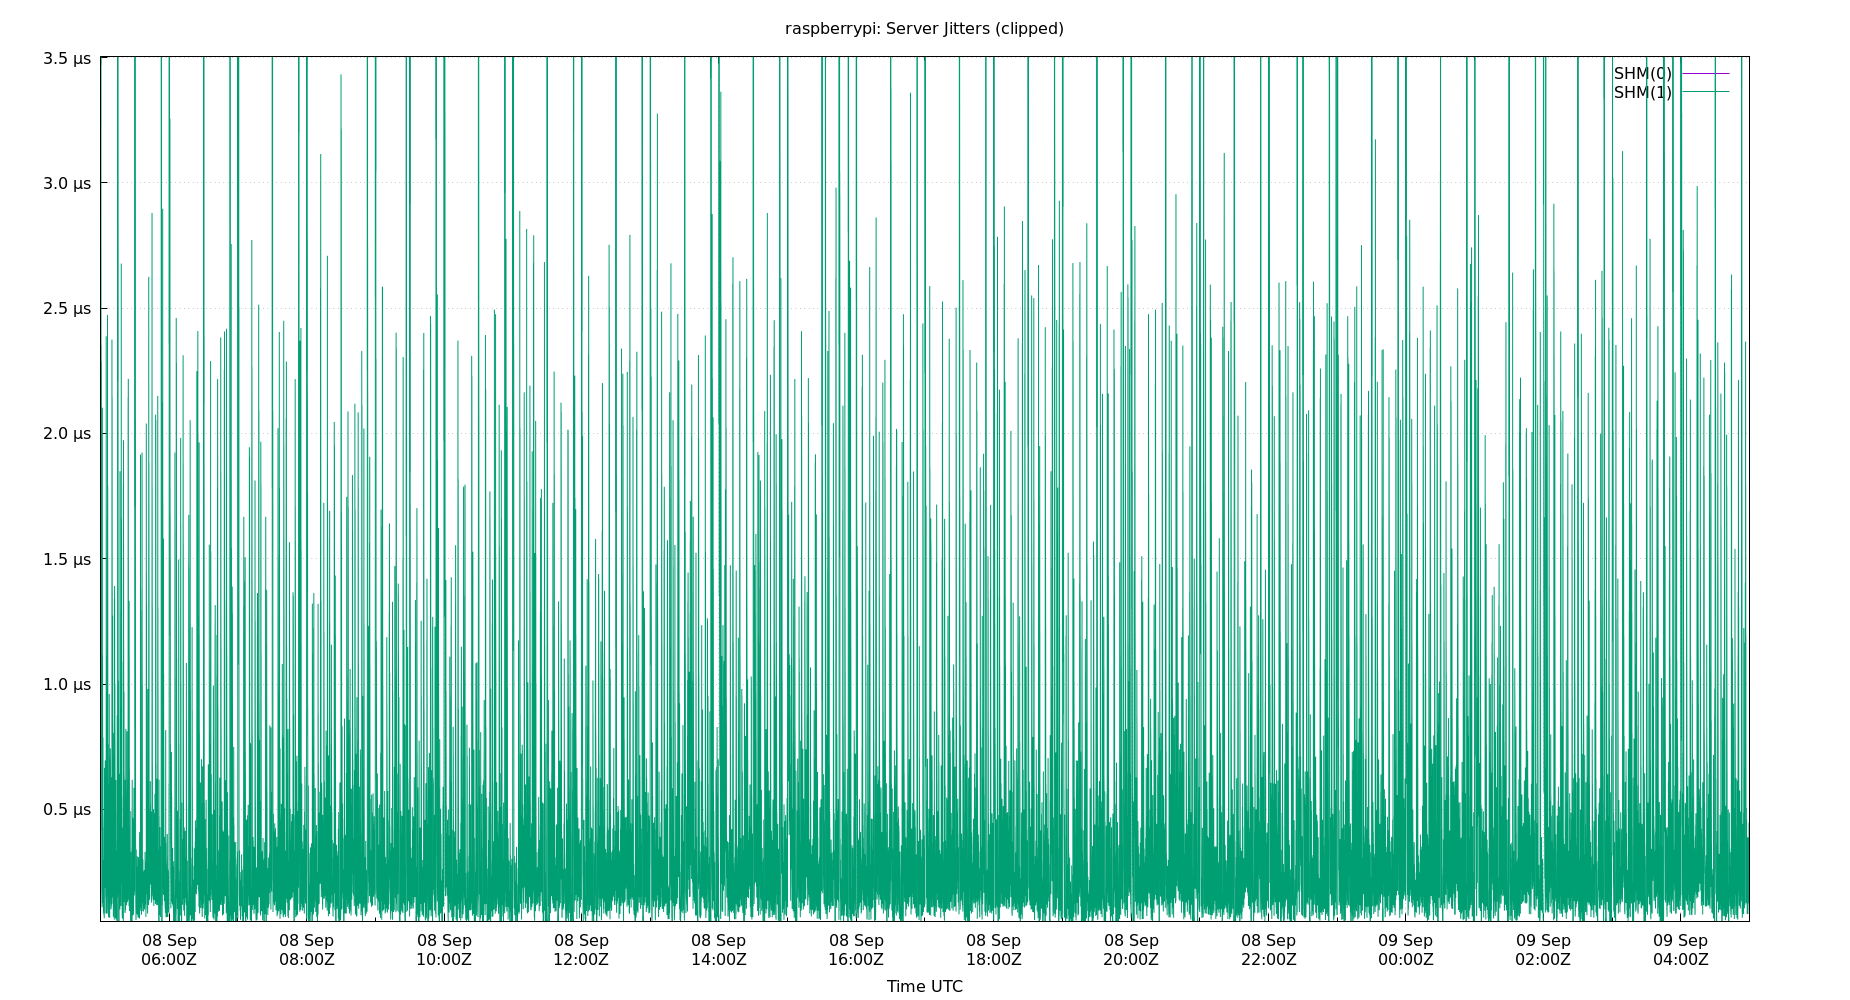 raspberrypi: Server Jitters (clipped)
3.5 µs
3.0 µs
2.5 µs
2.0 µs
1.5 µs
1.0 µs
0.5 µs
SHM(0)
SHM(1)
08 Sep 08 Sep 08 Sep 08 Sep 08 Sep 08 Sep 08 Sep 08 Sep 08 Sep 09 Sep 09 Sep 09 Sep
06:00Z 08:00Z 10:00Z 12:00Z 14:00Z 16:00Z 18:00Z 20:00Z 22:00Z 00:00Z 02:00Z 04:00Z
Time UTC